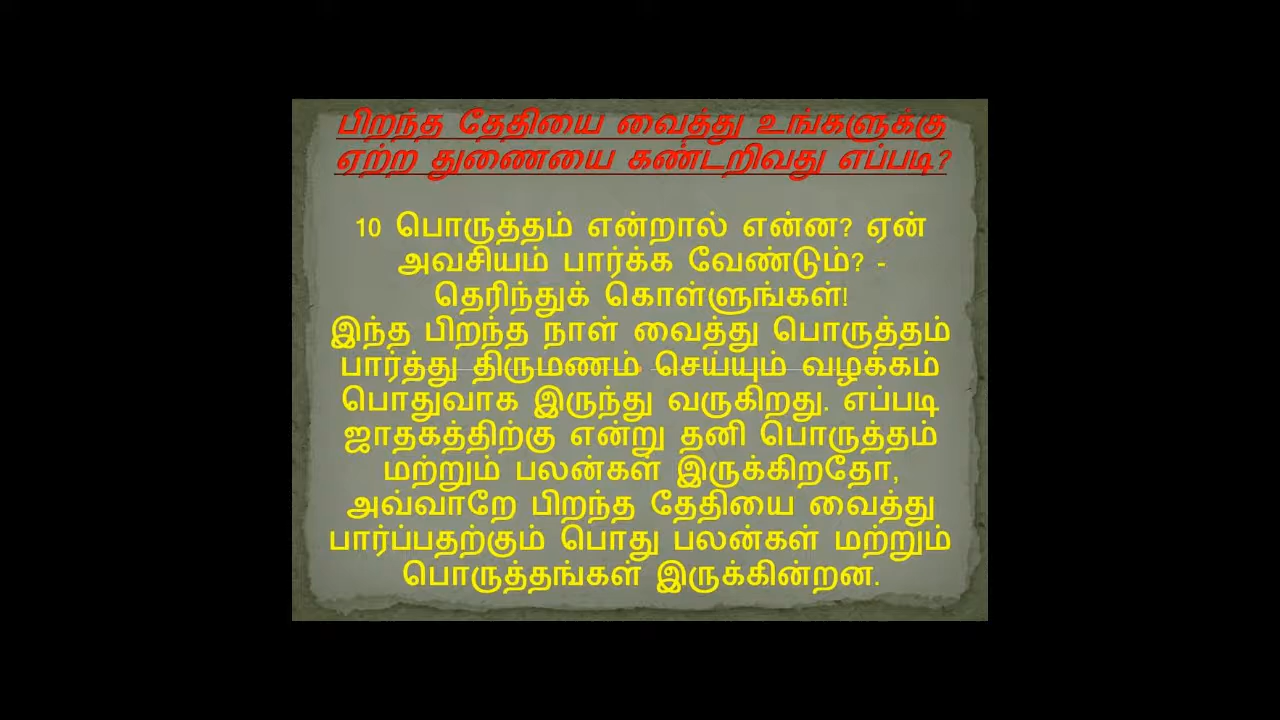 பிறந்த தேதியை வைத்து உங்களுக்கு
ஏற்ற துணையை கண்டறிவது எப்படி?
10 பொருத்தம் என்றால் என்ன? ஏன்
அவசியம் பார்க்க வேண்டும்? -
தெரிந்துக் கொள்ளுங்கள்!
இந்த பிறந்த நாள் வைத்து பொருத்தம்
பார்த்து திருமணம் செய்யும் வழக்கம்
பொதுவாக இருந்து வருகிறது. எப்படி
ஜாதகத்திற்கு என்று தனி பொருத்தம்
மற்றும் பலன்கள் இருக்கிறதோ,
அவ்வாறே பிறந்த தேதியை வைத்து
பார்ப்பதற்கும் பொது பலன்கள் மற்றும்
பொருத்தங்கள் இருக்கின்றன.